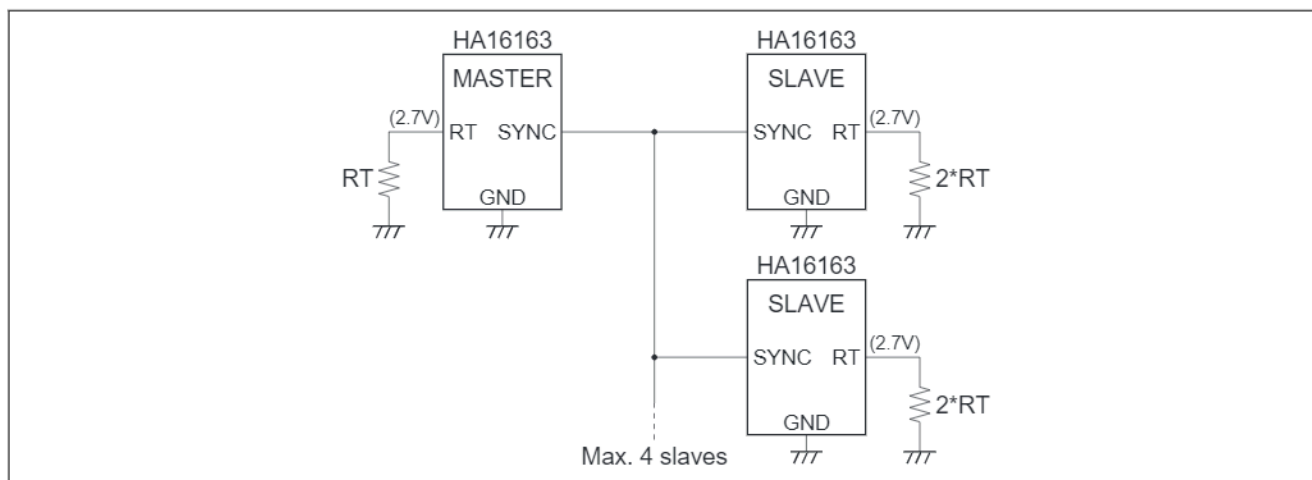 HA16163
MASTER
(2.7V)
RT SYNC
RT
GND
HA16163
SLAVE
(2.7V)
SYNC RT
2*RT
GND
HA16163
SLAVE
(2.7V)
SYNC RT
2*RT
GND
Max. 4 slaves